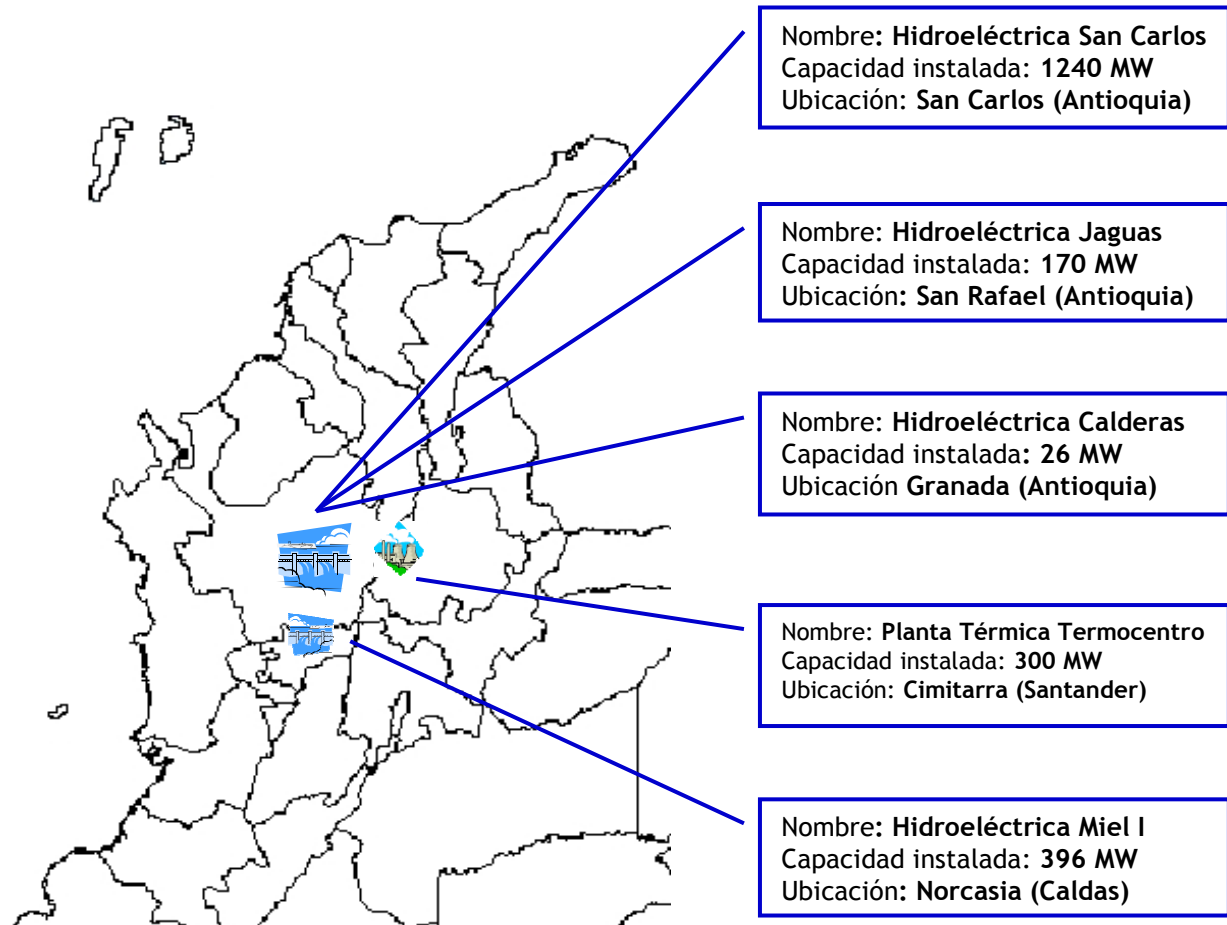 Nombre: Hidroeléctrica San Carlos
Capacidad instalada: 1240 MW
Ubicación: San Carlos (Antioquia)
Nombre: Hidroeléctrica Jaguas
Capacidad instalada: 170 MW
Ubicación: San Rafael (Antioquia)
Nombre: Hidroeléctrica Calderas
Capacidad instalada: 26 MW
Ubicación Granada (Antioquia)
Nombre: Planta Térmica Termocentro
Capacidad instalada: 300 MW
Ubicación: Cimitarra (Santander)
Nombre: Hidroeléctrica Miel I
Capacidad instalada: 396 MW
Ubicación: Norcasia (Caldas)